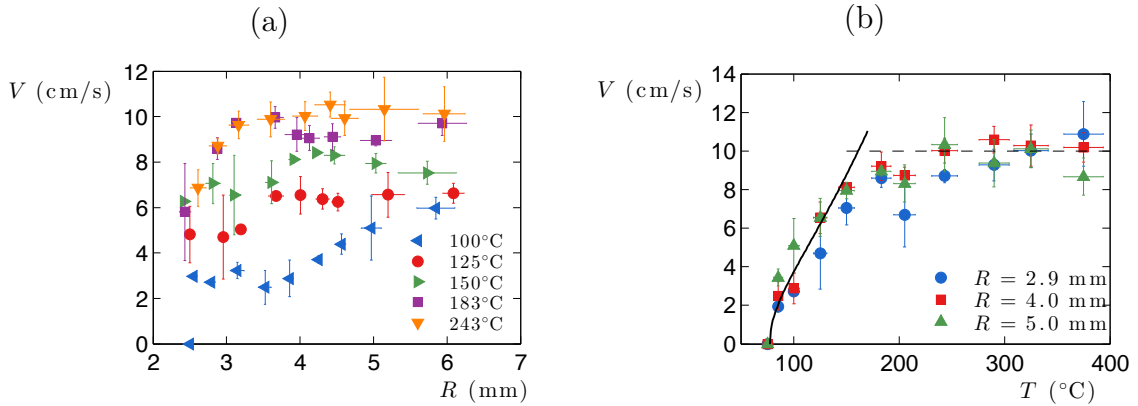 (a)
V (cm/s)
12
10
8
6
4
2
0
100°C
125°C
150°C
183°C
243°C
2 3 4 5 6 7
R (mm)
(b)
V (cm/s)
14
12
10
8
6
4
2
0
R = 2.9 mm
R = 4.0 mm
R = 5.0 mm
100 200 300 400
T (°C)